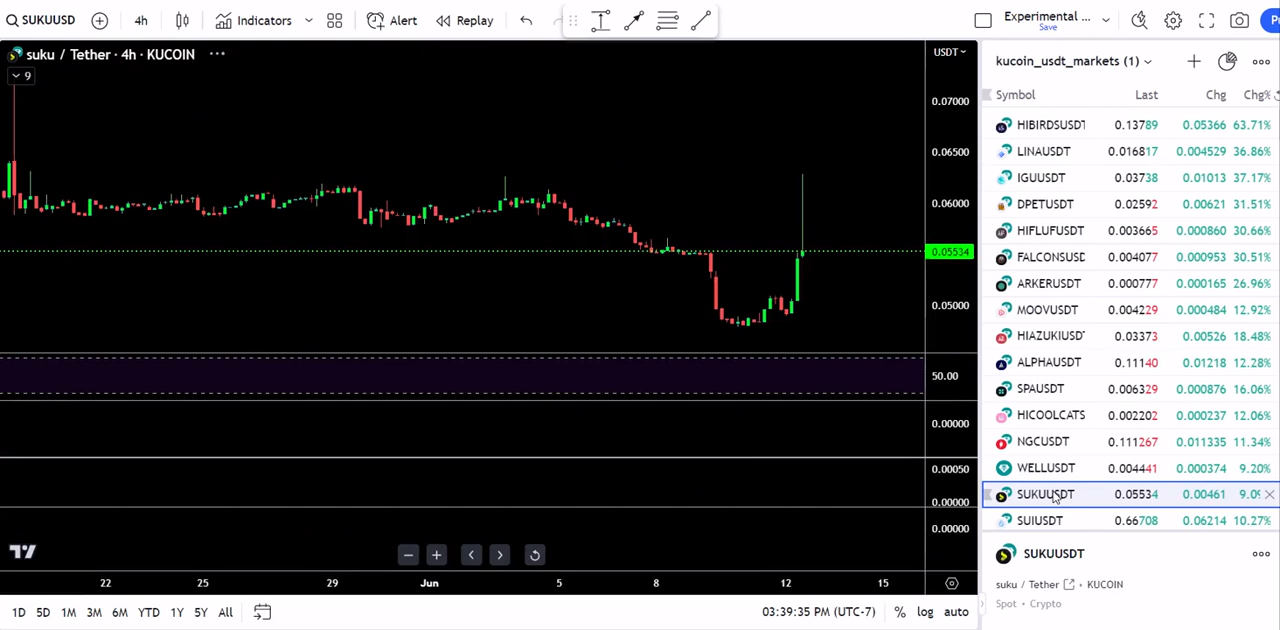 SUKUUSD 4h Indicators Alert Replay Experimental ... Save
suku / Tether · 4h · KUCOIN ··· USDT
9
0.07000
0.06500
0.06000
0.05534
0.05000
50.00
0.00000
0.00050
0.00000
0.00000
22 25 29 Jun 5 8 12 15
1D 5D 1M 3M 6M YTD 1Y 5Y All 03:39:35 PM (UTC-7) % log auto
kucoin_usdt_markets (1)
Symbol Last Chg Chg%
HIBIRDSUSDT 0.13789 0.05366 63.71%
LINAUSDT 0.016817 0.004529 36.86%
IGUUSDT 0.03738 0.01013 37.17%
DPETUSDT 0.02592 0.00621 31.51%
HIFLUFUSDT 0.003665 0.000860 30.66%
FALCONSUSD 0.004077 0.000953 30.51%
ARKERUSDT 0.000777 0.000165 26.96%
MOOVUSDT 0.004229 0.000484 12.92%
HIAZUKIUSDT 0.03373 0.00526 18.48%
ALPHAUSDT 0.11140 0.01218 12.28%
SPAUSDT 0.006329 0.000876 16.06%
HICOOLCATS 0.002202 0.000237 12.06%
NGCUSDT 0.111267 0.011335 11.34%
WELLUSDT 0.004441 0.000374 9.20%
SUKUUSDT 0.05534 0.00461 9.09
SUIUSDT 0.66708 0.06214 10.27%
SUKUUSDT
suku / Tether · KUCOIN
Spot · Crypto